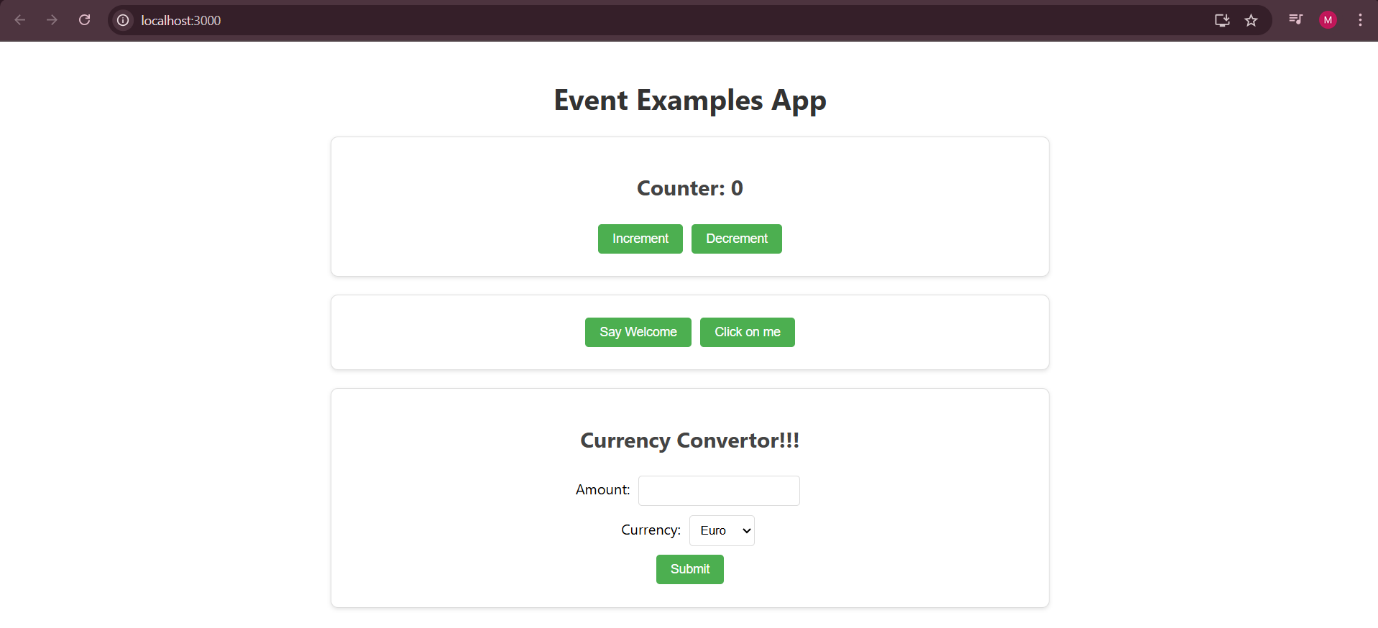 localhost:3000
M
Event Examples App
Counter: 0
Increment Decrement
Say Welcome Click on me
Currency Convertor!!!
Amount:
Currency: Euro
Submit